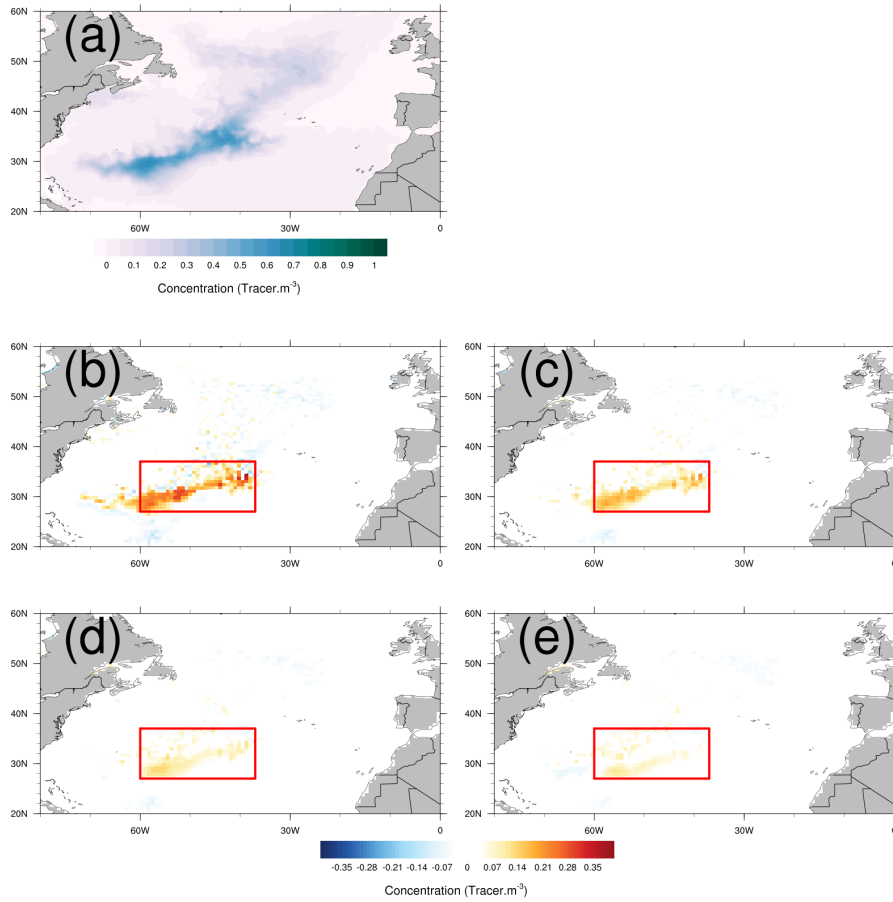 (a)
60N
50N
40N
30N
20N
60W 30W 0
0 0.1 0.2 0.3 0.4 0.5 0.6 0.7 0.8 0.9 1
Concentration (Tracer.m-3)
(b)
60N
50N
40N
30N
20N
60W 30W 0
(c)
60N
50N
40N
30N
20N
60W 30W 0
(d)
60N
50N
40N
30N
20N
60W 30W 0
(e)
60N
50N
40N
30N
20N
60W 30W 0
-0.35 -0.28 -0.21 -0.14 -0.07 0 0.07 0.14 0.21 0.28 0.35
Concentration (Tracer.m-3)